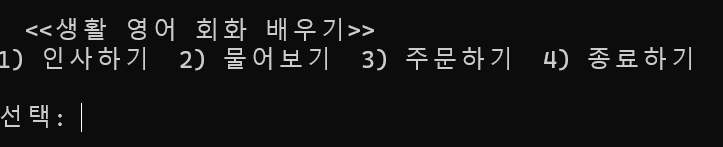 <<생활 영어 회화 배우기>>
1) 인사하기 2) 물어보기 3) 주문하기 4) 종료하기
선택: